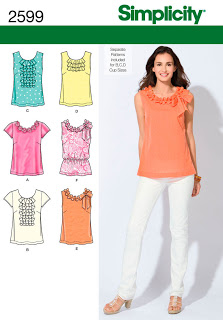 2599
Simplicity
Separate
Patterns
Included
for B,C,D
Cup Sizes
C
D
A
E
B
F